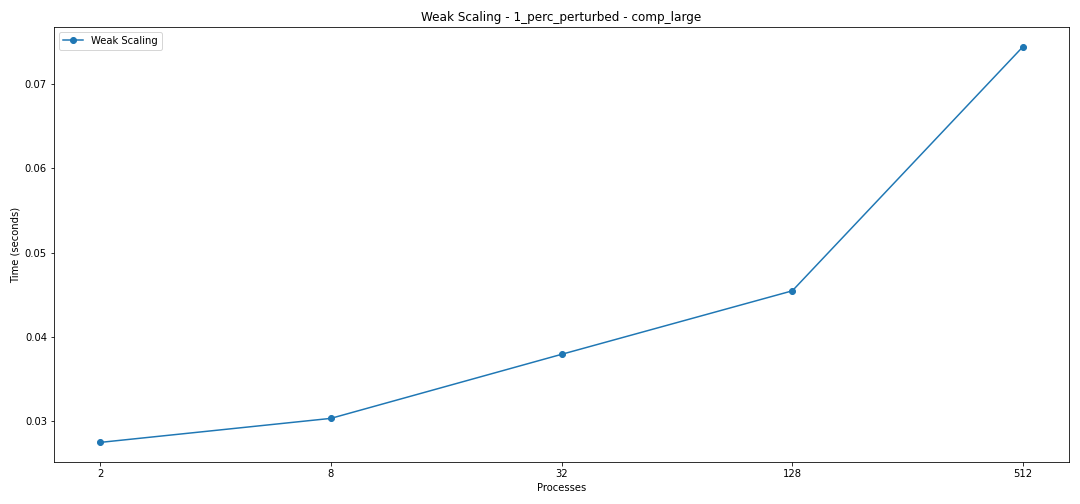 Weak Scaling - 1_perc_perturbed - comp_large
Weak Scaling
0.07
0.06
0.05
0.04
0.03
Time (seconds)
2 8 32 128 512
Processes